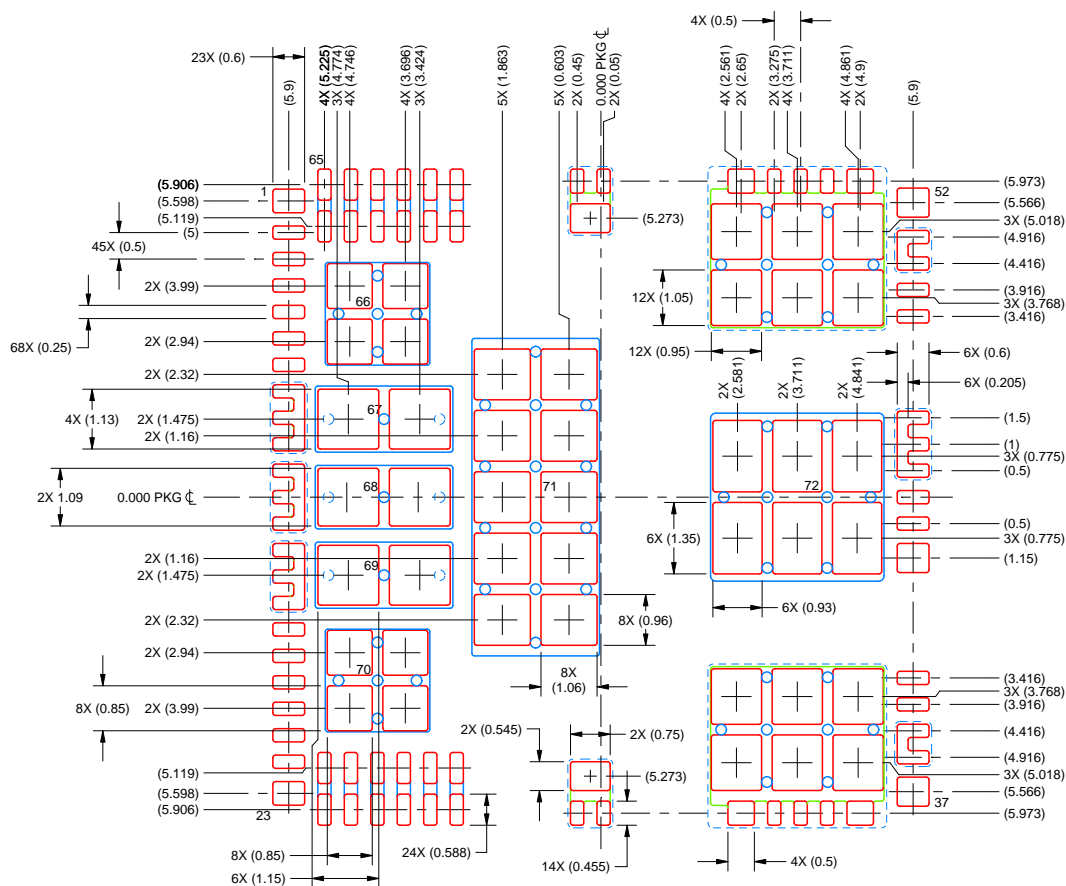 4X (0.5)
23X (0.6)
(5.9)
4X (5.225)
3X (4.774)
4X (4.746)
4X (3.696)
3X (3.424)
5X (1.863)
5X (0.603)
2X (0.45)
0.000 PKG ℄
2X (0.05)
4X (2.561)
2X (2.65)
2X (3.275)
4X (3.711)
4X (4.861)
2X (4.9)
(5.9)
65
1
52
(5.906)
(5.598)
(5.119)
(5)
45X (0.5)
2X (3.99)
66
68X (0.25)
2X (2.94)
2X (2.32)
4X (1.13)
2X (1.475)
67
2X (1.16)
2X 1.09
0.000 PKG ℄
68
71
72
2X (1.16)
2X (1.475)
69
2X (2.32)
2X (2.94)
70
8X (0.85)
2X (3.99)
(5.119)
(5.598)
(5.906)
23
8X (0.85)
6X (1.15)
24X (0.588)
(5.273)
8X (0.96)
8X
(1.06)
2X (0.545)
2X (0.75)
(5.273)
14X (0.455)
12X (1.05)
12X (0.95)
2X
(2.581)
2X
(3.7111)
2X
(4.841)
6X (1.35)
6X (0.93)
4X (0.5)
(5.973)
(5.566)
3X (5.018)
(4.916)
(4.416)
(3.916)
3X (3.768)
(3.416)
6X (0.6)
6X (0.205)
(1.5)
(1)
3X (0.775)
(0.5)
(0.5)
3X (0.775)
(1.15)
(3.416)
3X (3.768)
(3.916)
(4.416)
(4.916)
3X (5.018)
(5.566)
37
(5.973)